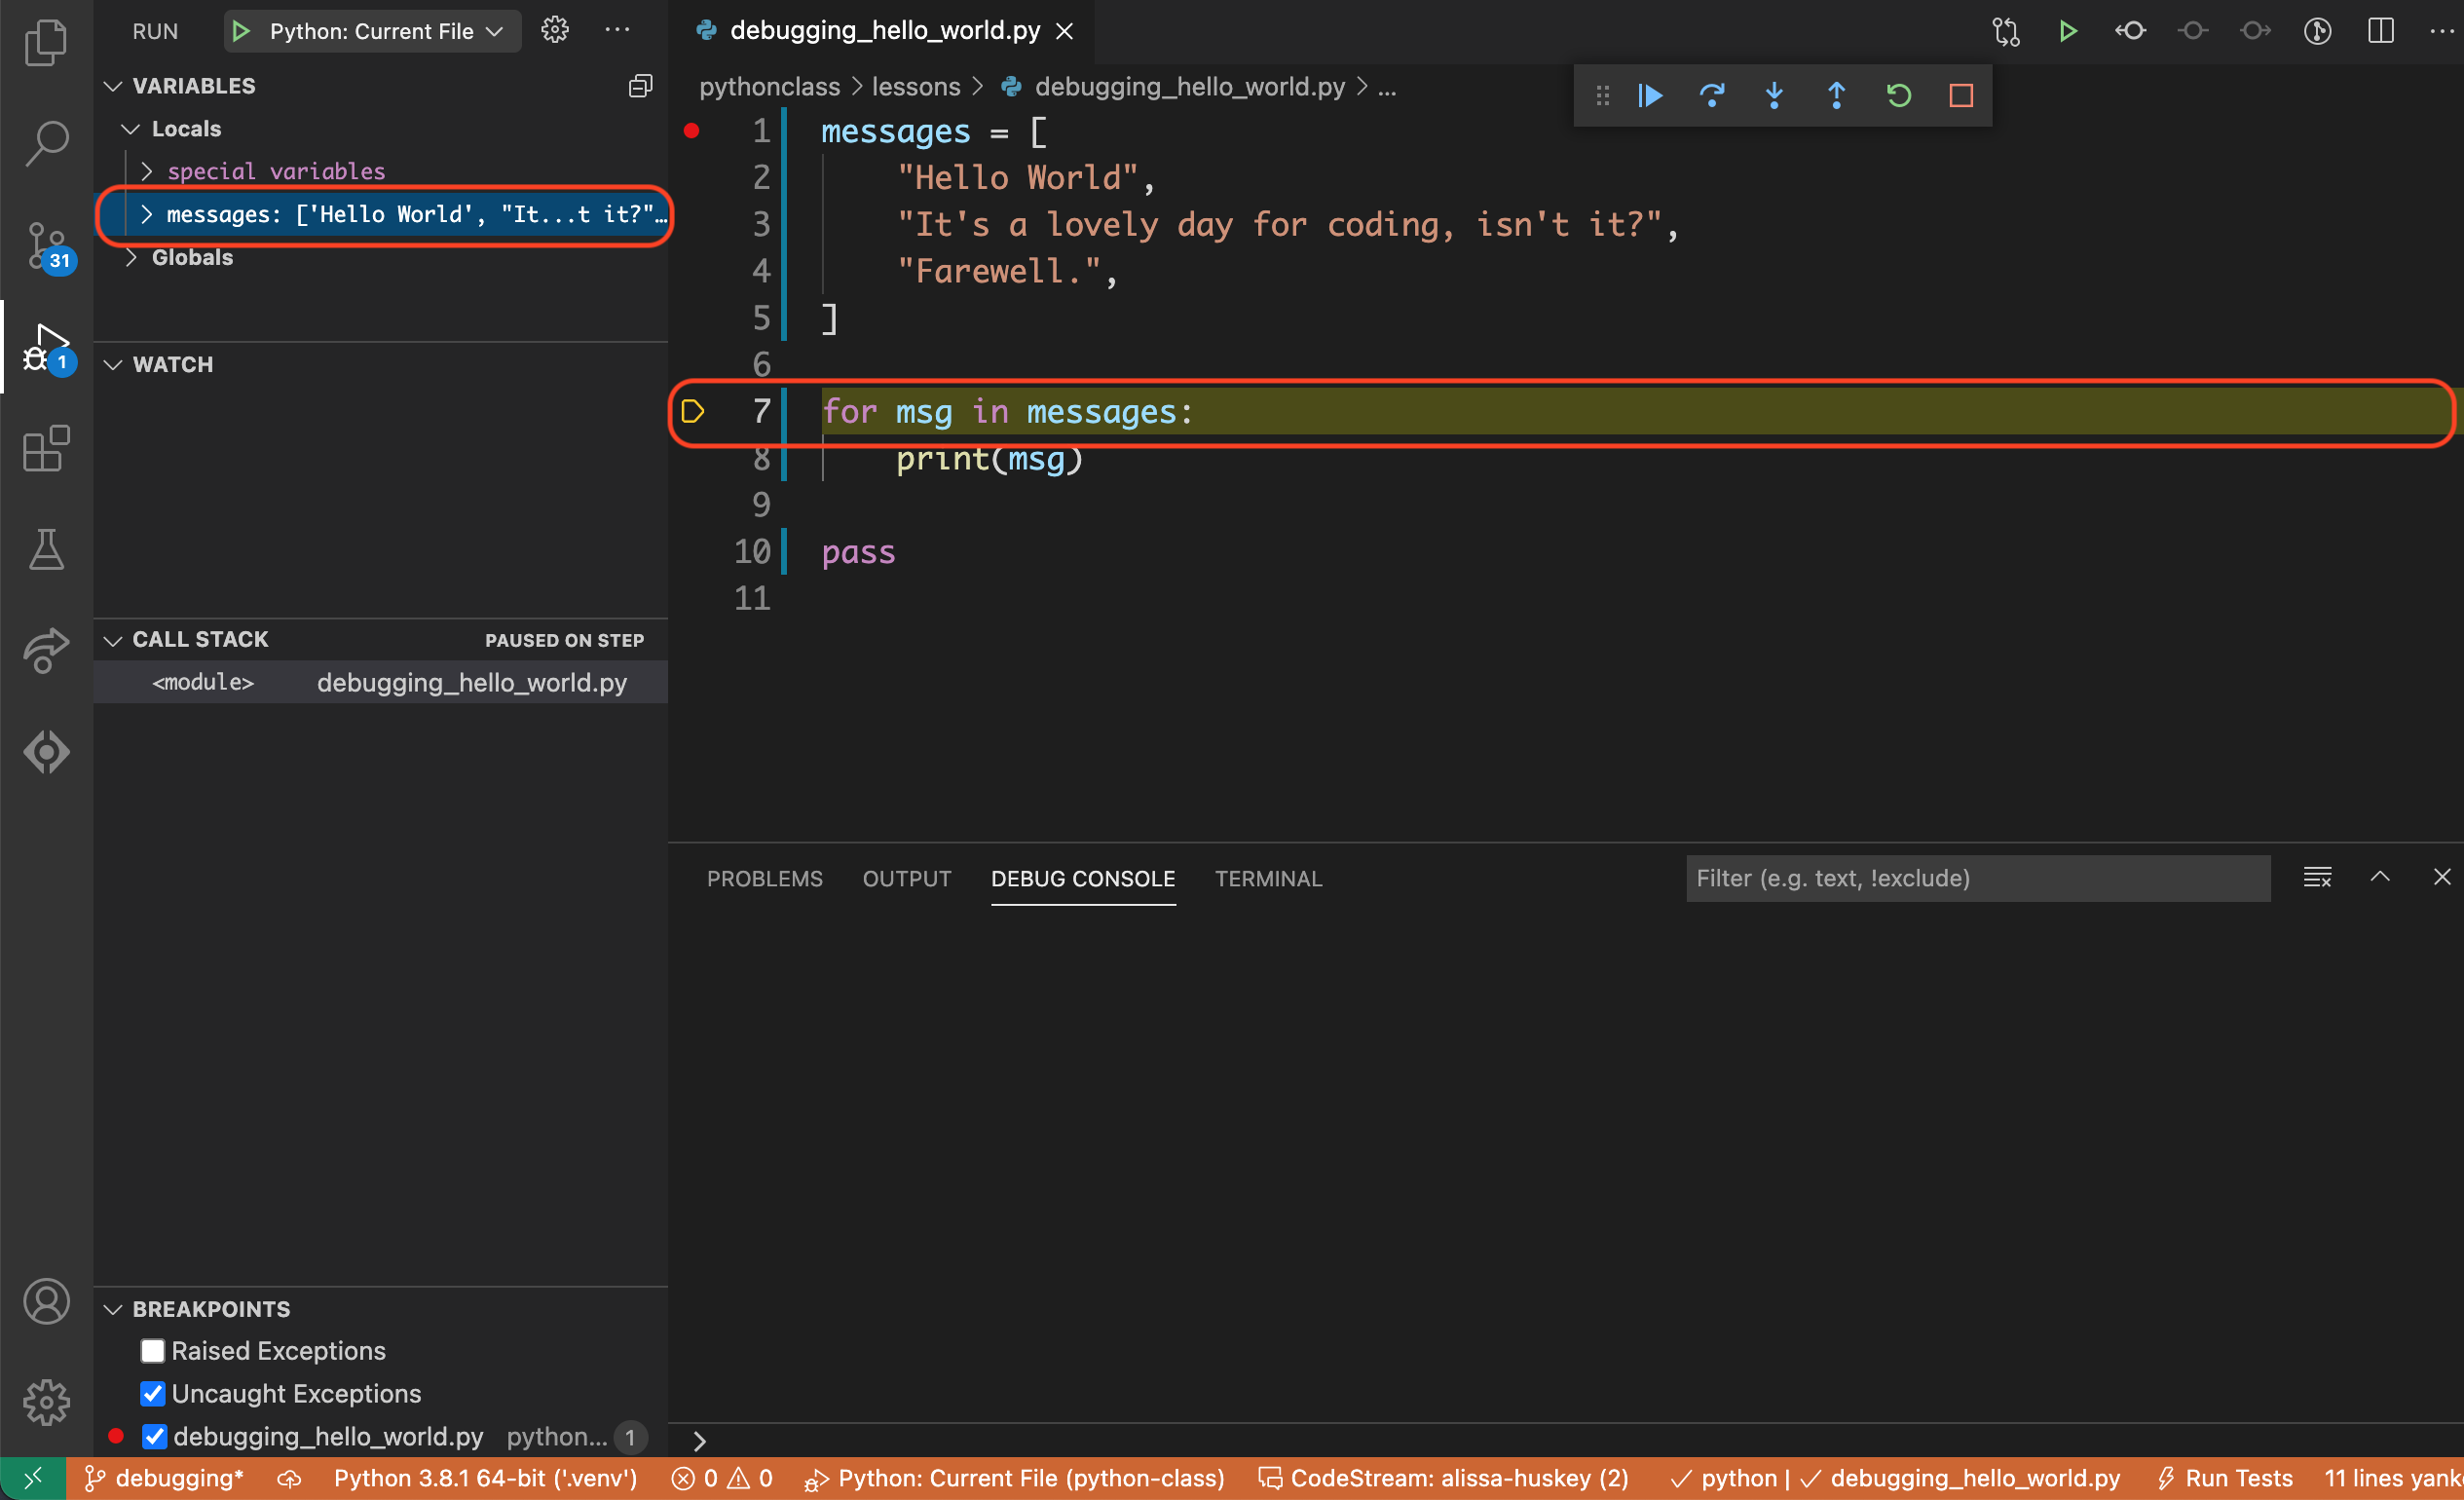 RUN Python: Current File
VARIABLES
Locals
special variables
messages: ['Hello World', "It...t it?"…
Globals
31
1
WATCH
CALL STACK PAUSED ON STEP
<module> debugging_hello_world.py
BREAKPOINTS
Raised Exceptions
Uncaught Exceptions
debugging_hello_world.py python... 1
debugging_hello_world.py
pythonclass > lessons > debugging_hello_world.py > ...
1 messages = [
2 "Hello World",
3 "It's a lovely day for coding, isn't it?",
4 "Farewell.",
5 ]
6
7 for msg in messages:
8 print(msg)
9
10 pass
11
PROBLEMS OUTPUT DEBUG CONSOLE TERMINAL Filter (e.g. text, !exclude)
debugging* Python 3.8.1 64-bit ('.venv') 0 0 Python: Current File (python-class) CodeStream: alissa-huskey (2) python | debugging_hello_world.py Run Tests 11 lines yank